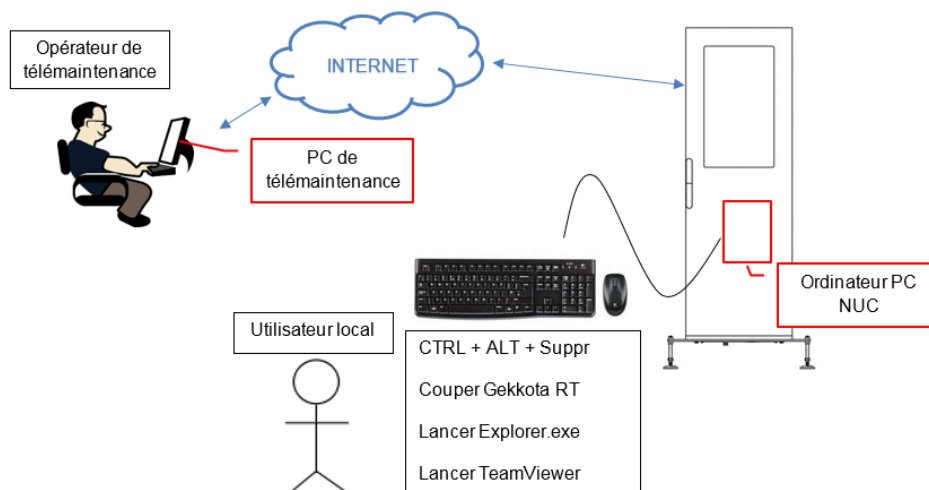 Opérateur de
télémaintenance
INTERNET
PC de
télémaintenance
Ordinateur PC
NUC
Utilisateur local
CTRL + ALT + Suppr
Couper Gekkota RT
Lancer Explorer.exe
Lancer TeamViewer